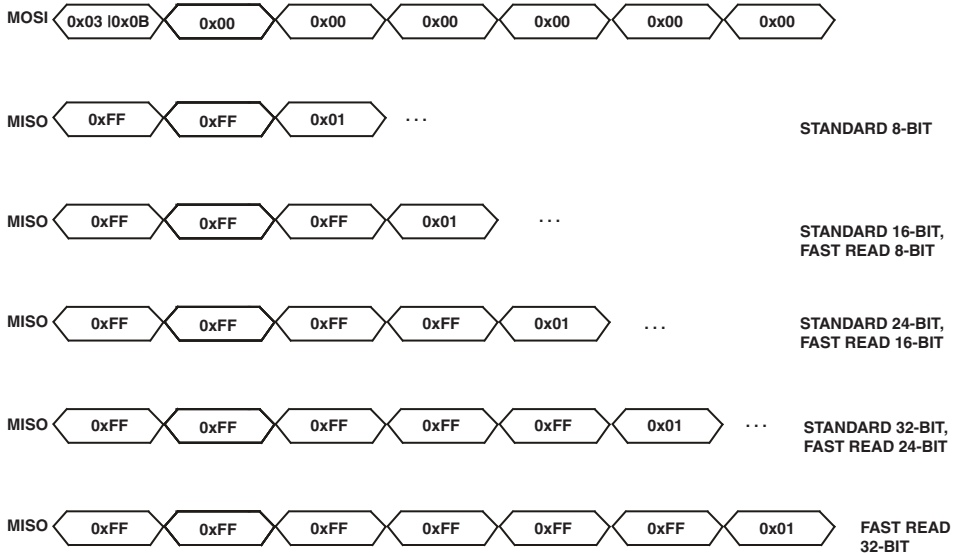 MOSI 0x03 |0x0B 0x00 0x00 0x00 0x00 0x00 0x00
MISO 0xFF 0xFF 0x01 ... STANDARD 8-BIT
MISO 0xFF 0xFF 0xFF 0x01 ... STANDARD 16-BIT,
FAST READ 8-BIT
MISO 0xFF 0xFF 0xFF 0xFF 0x01 ... STANDARD 24-BIT,
FAST READ 16-BIT
MISO 0xFF 0xFF 0xFF 0xFF 0xFF 0x01 ... STANDARD 32-BIT,
FAST READ 24-BIT
MISO 0xFF 0xFF 0xFF 0xFF 0xFF 0xFF 0x01 FAST READ
32-BIT